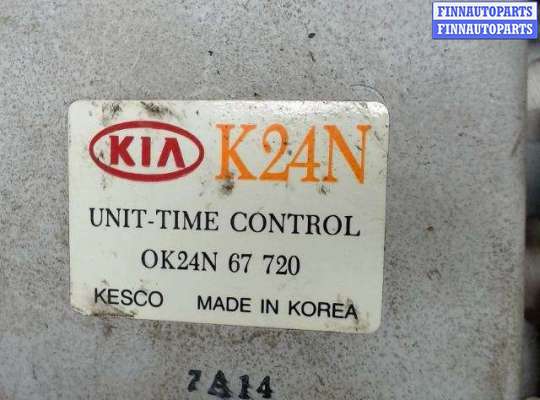 FINNAUTOPARTS
FINNAUTOPARTS
KIA K24N
UNIT-TIME CONTROL
OK24N 67 720
KESCO MADE IN KOREA
7A14